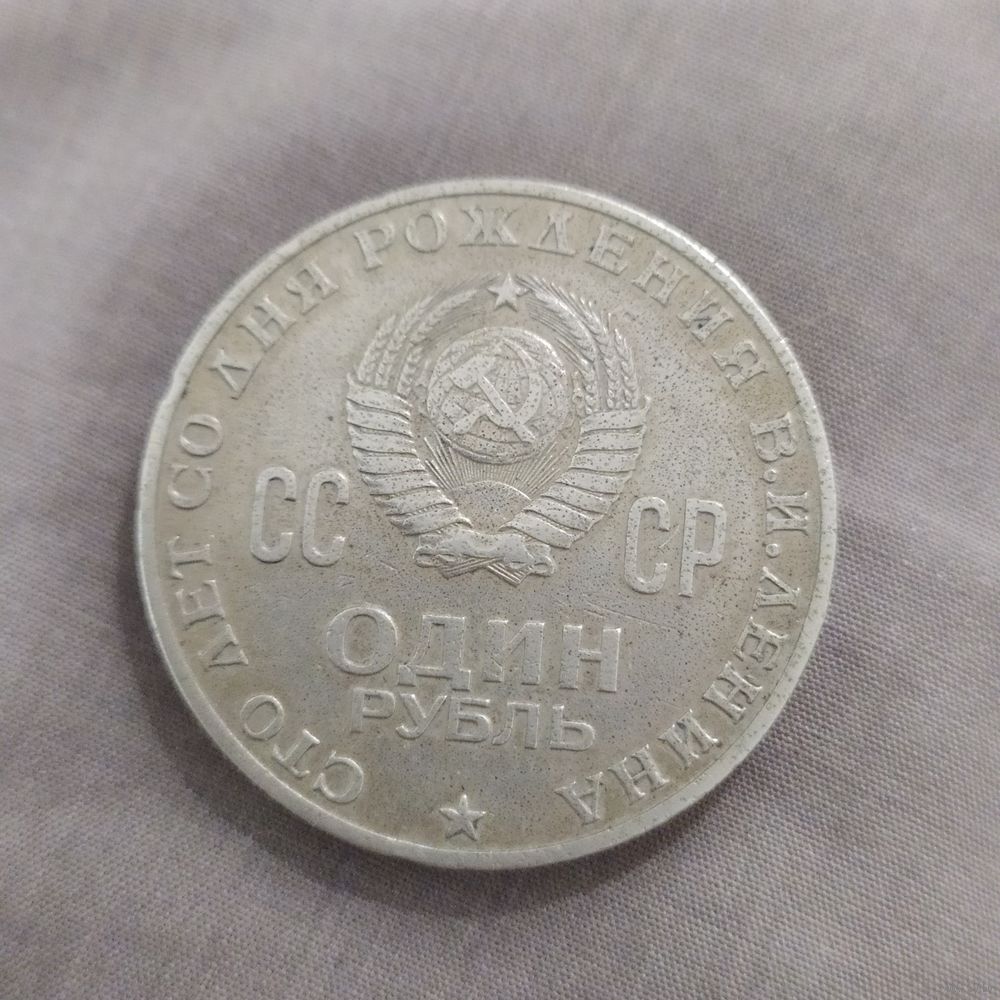 СТО ЛЕТ СО ДНЯ РОЖДЕНИЯ В.И.ЛЕНИНА
СС СР
ОДИН
РУБЛЬ